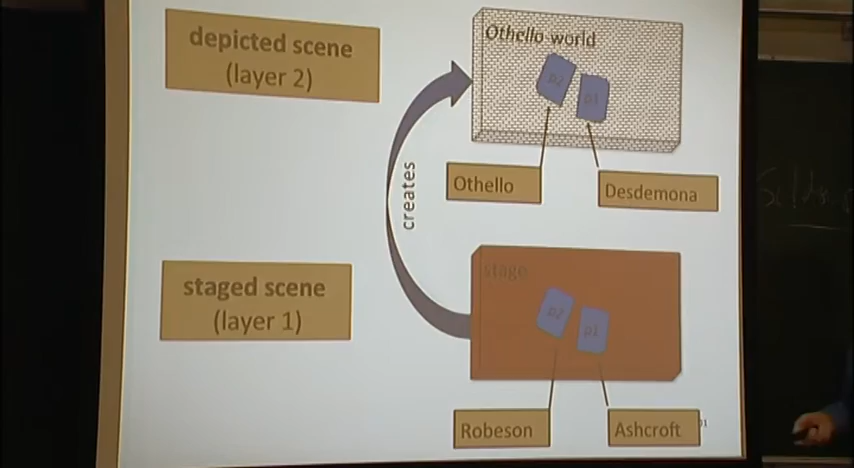 depicted scene
(layer 2)
Othello world
p2
p1
Othello
Desdemona
creates
staged scene
(layer 1)
stage
p2
p1
Robeson
Ashcroft